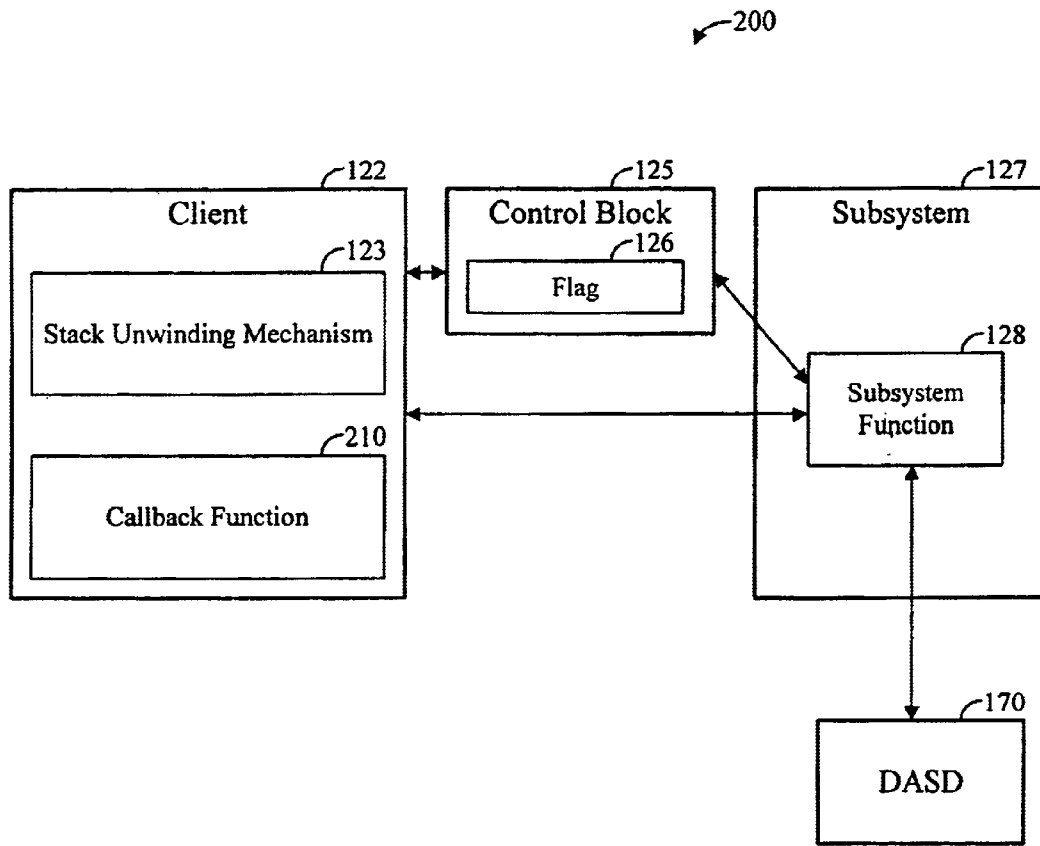 200
122
125
127
Client
Control Block
Subsystem
123
126
Stack Unwinding Mechanism
Flag
128
Subsystem
Function
210
Callback Function
170
DASD